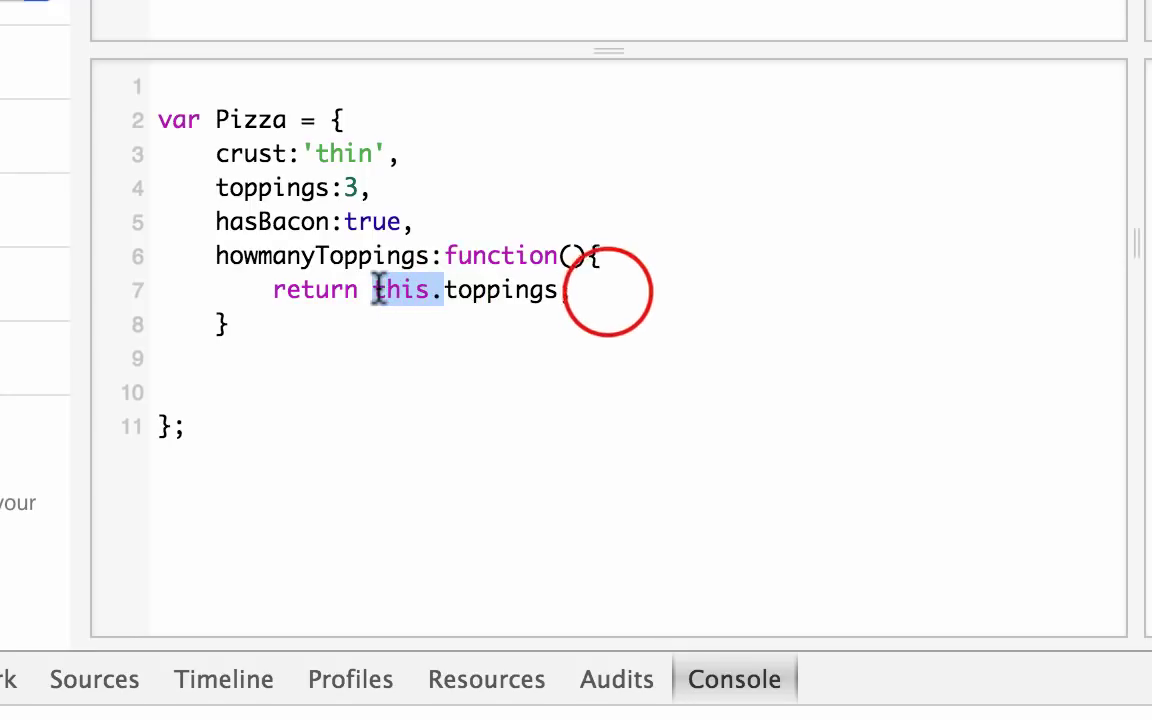 1
2 var Pizza = {
3 crust:'thin',
4 toppings:3,
5 hasBacon:true,
6 howmanyToppings:function(){
7 return this.toppings;
8 }
9
10
11 };
your
rk Sources Timeline Profiles Resources Audits Console